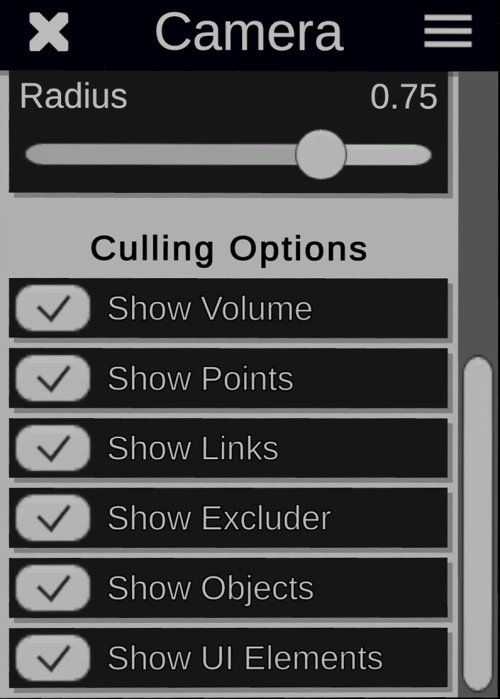 Camera
Radius 0.75
Culling Options
Show Volume
Show Points
Show Links
Show Excluder
Show Objects
Show UI Elements